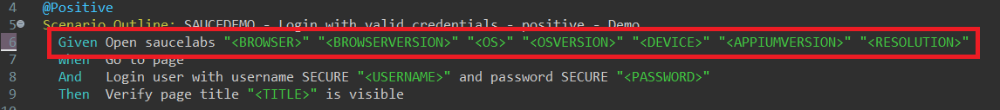 4 @Positive
5 Scenario Outline: SAUCEDEMO - Login with valid credentials - positive - Demo
6 Given Open saucelabs "<BROWSER>" "<BROWSERVERSION>" "<OS>" "<OSVERSION>" "<DEVICE>" "<APPIUMVERSION>" "<RESOLUTION>"
7 When Go to page
8 And Login user with username SECURE "<USERNAME>" and password SECURE "<PASSWORD>"
9 Then Verify page title "<TITLE>" is visible
10